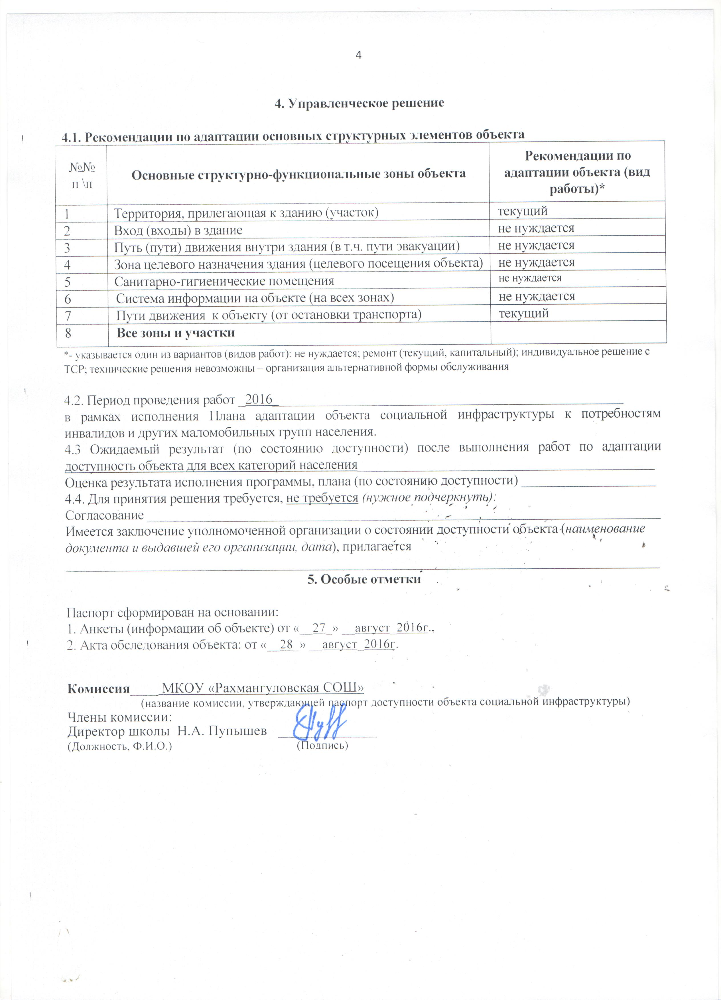 4
4. Управленческое решение
4.1. Рекомендации по адаптации основных структурных элементов объекта
№№ п \п
Основные структурно-функциональные зоны объекта
Рекомендации по адаптации объекта (вид работы)*
1 Территория, прилегающая к зданию (участок) текущий
2 Вход (входы) в здание не нуждается
3 Путь (пути) движения внутри здания (в т.ч. пути эвакуации) не нуждается
4 Зона целевого назначения здания (целевого посещения объекта) не нуждается
5 Санитарно-гигиенические помещения не нуждается
6 Система информации на объекте (на всех зонах) не нуждается
7 Пути движения к объекту (от остановки транспорта) текущий
8 Все зоны и участки
*- указывается один из вариантов (видов работ): не нуждается; ремонт (текущий, капитальный); индивидуальное решение с
ТСР; технические решения невозможны – организация альтернативной формы обслуживания
4.2. Период проведения работ _2016_
в рамках исполнения Плана адаптации объекта социальной инфраструктуры к потребностям
инвалидов и других маломобильных групп населения.
4.3 Ожидаемый результат (по состоянию доступности) после выполнения работ по адаптации
доступность объекта для всех категорий населения
Оценка результата исполнения программы, плана (по состоянию доступности)
4.4. Для принятия решения требуется, не требуется (нужное подчеркнуть):
Согласование
Имеется заключение уполномоченной организации о состоянии доступности объекта (наименование
документа и выдавшей его организации, дата), прилагается
5. Особые отметки
Паспорт сформирован на основании:
1. Анкеты (информации об объекте) от «__27_» __август_2016г.,
2. Акта обследования объекта: от «__28_» __август_2016г.
Комиссия МКОУ «Рахмангуловская СОШ»
(название комиссии, утверждающей паспорт доступности объекта социальной инфраструктуры)
Члены комиссии:
Директор школы Н.А. Пупышев
(Должность, Ф.И.О.) (Подпись)